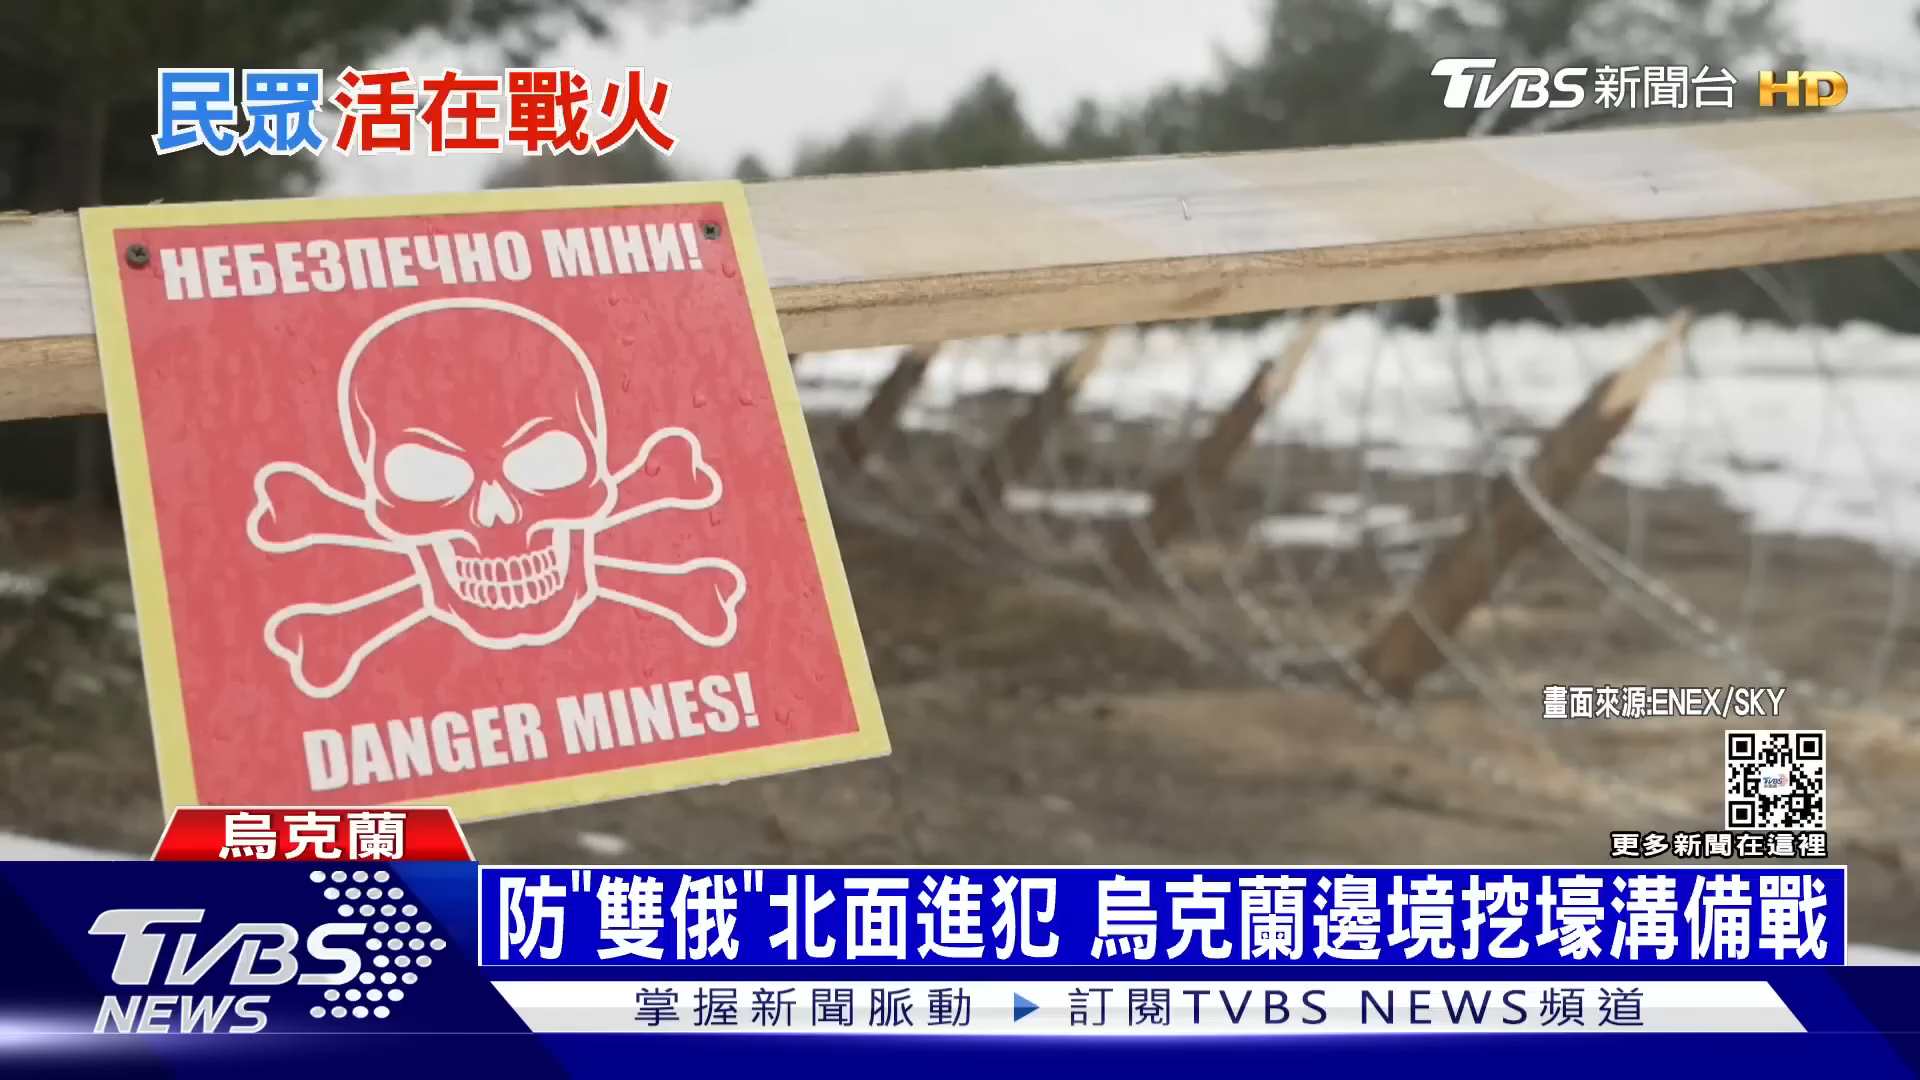 民眾 活在戰火
TVBS新聞台 HD
НЕБЕЗПЕЧНО МІНИ!
DANGER MINES!
畫面來源:ENEX/SKY
TVBS
更多新聞在這裡
烏克蘭
防"雙俄"北面進犯 烏克蘭邊境挖壕溝備戰
TVBS
NEWS
掌握新聞脈動 ▶ 訂閱TVBS NEWS頻道